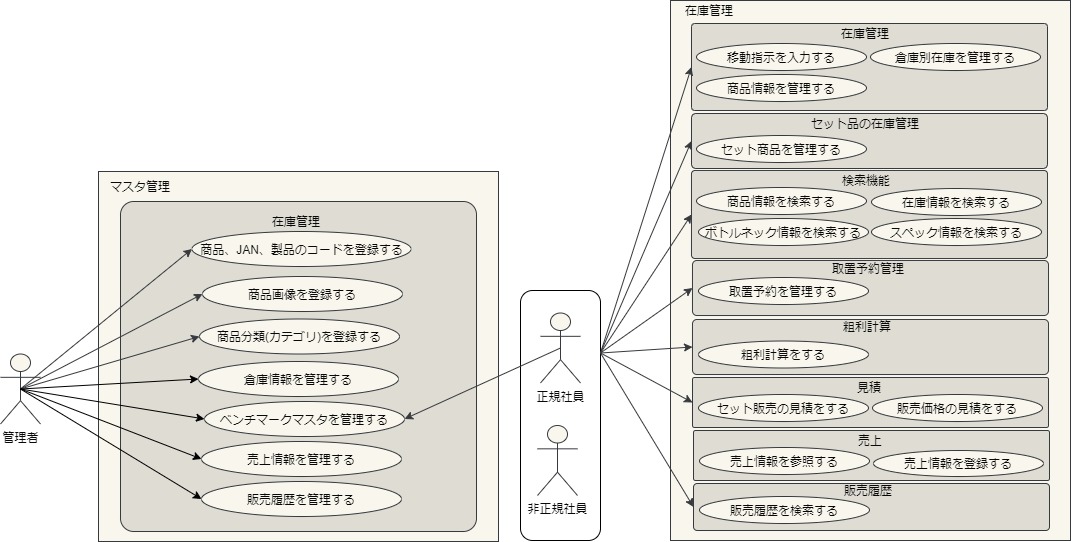 マスタ管理
在庫管理
商品、JAN、製品のコードを登録する
商品画像を登録する
商品分類(カテゴリ)を登録する
倉庫情報を管理する
ベンチマークマスタを管理する
売上情報を管理する
販売履歴を管理する
管理者
正規社員
非正規社員
在庫管理
在庫管理
移動指示を入力する
倉庫別在庫を管理する
商品情報を管理する
セット品の在庫管理
セット商品を管理する
検索機能
商品情報を検索する
在庫情報を検索する
ボトルネック情報を検索する
スペック情報を検索する
取置予約管理
取置予約を管理する
粗利計算
粗利計算をする
見積
セット販売の見積をする
販売価格の見積をする
売上
売上情報を参照する
売上情報を登録する
販売履歴
販売履歴を検索する